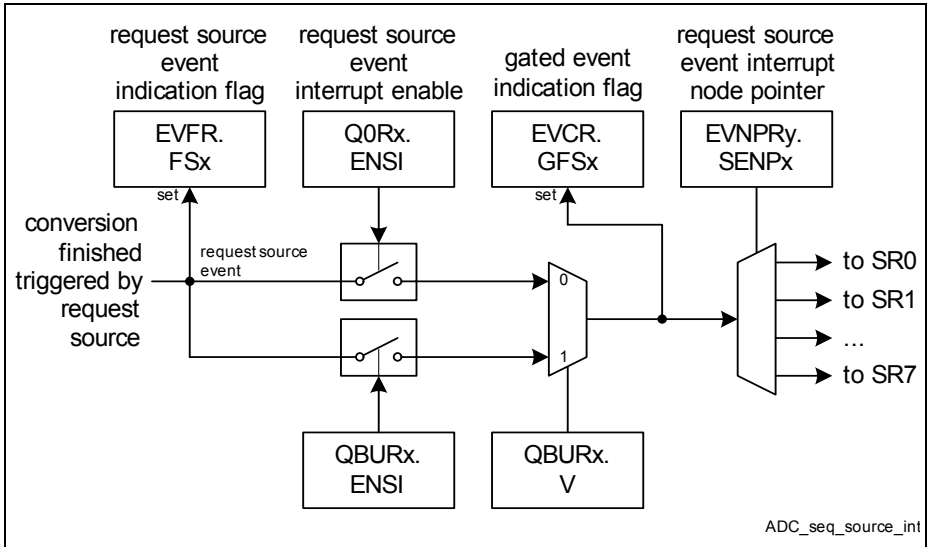 request source
event
indication flag
request source
event
interrupt enable
gated event
indication flag
request source
event interrupt
node pointer
EVFR.
FSx
Q0Rx.
ENSI
EVCR.
GFSx
EVNPRy.
SENPx
set
set
conversion
finished
triggered by
request
source
request source
event
0
1
to SR0
to SR1
...
to SR7
QBURx.
ENSI
QBURx.
V
ADC_seq_source_int